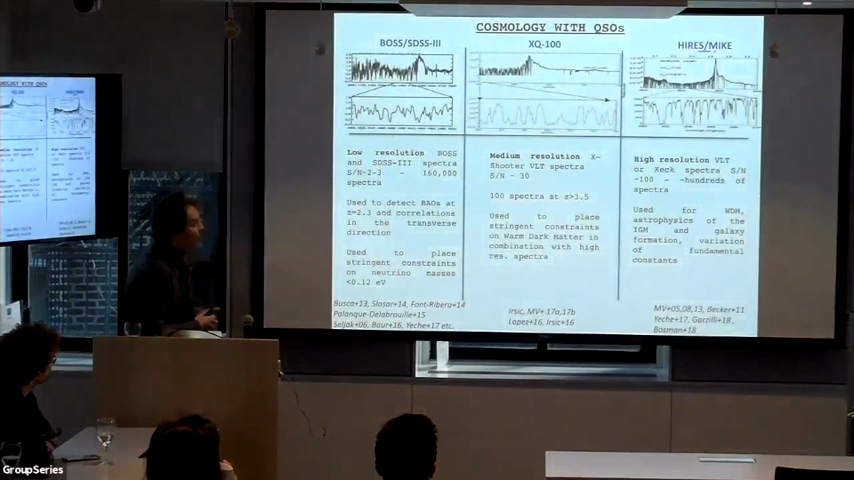 COSMOLOGY WITH QSOs
BOSS/SDSS-III
Low resolution BOSS
and SDSS-III spectra
S/N~2-3 - 160,000
spectra
Used to detect BAOs at
z=2.3 and correlations
in the transverse
direction
Used to place
stringent constraints
on neutrino masses
<0.12 eV
Busca+13, Slosar+14, Font-Ribera+14
Palanque-Delabrouille+15
Seljak+06, Baur+16, Yeche+17 etc.
XQ-100
Medium resolution X-
Shooter VLT spectra
S/N ~ 30
100 spectra at z>3.5
Used to place
stringent constraints
on Warm Dark Matter in
combination with high
res. spectra
Irsic, MV+ 17a,17b
Lopez+16, Irsic+16
HIRES/MIKE
High resolution VLT
or Keck spectra S/N
~100 - ~hundreds of
spectra
Used for WDM,
astrophysics of the
IGM and galaxy
formation, variation
of fundamental
constants
MV+05,08,13, Becker+11
Yeche+17, Garzilli+18,
Bosman+18
GroupSeries